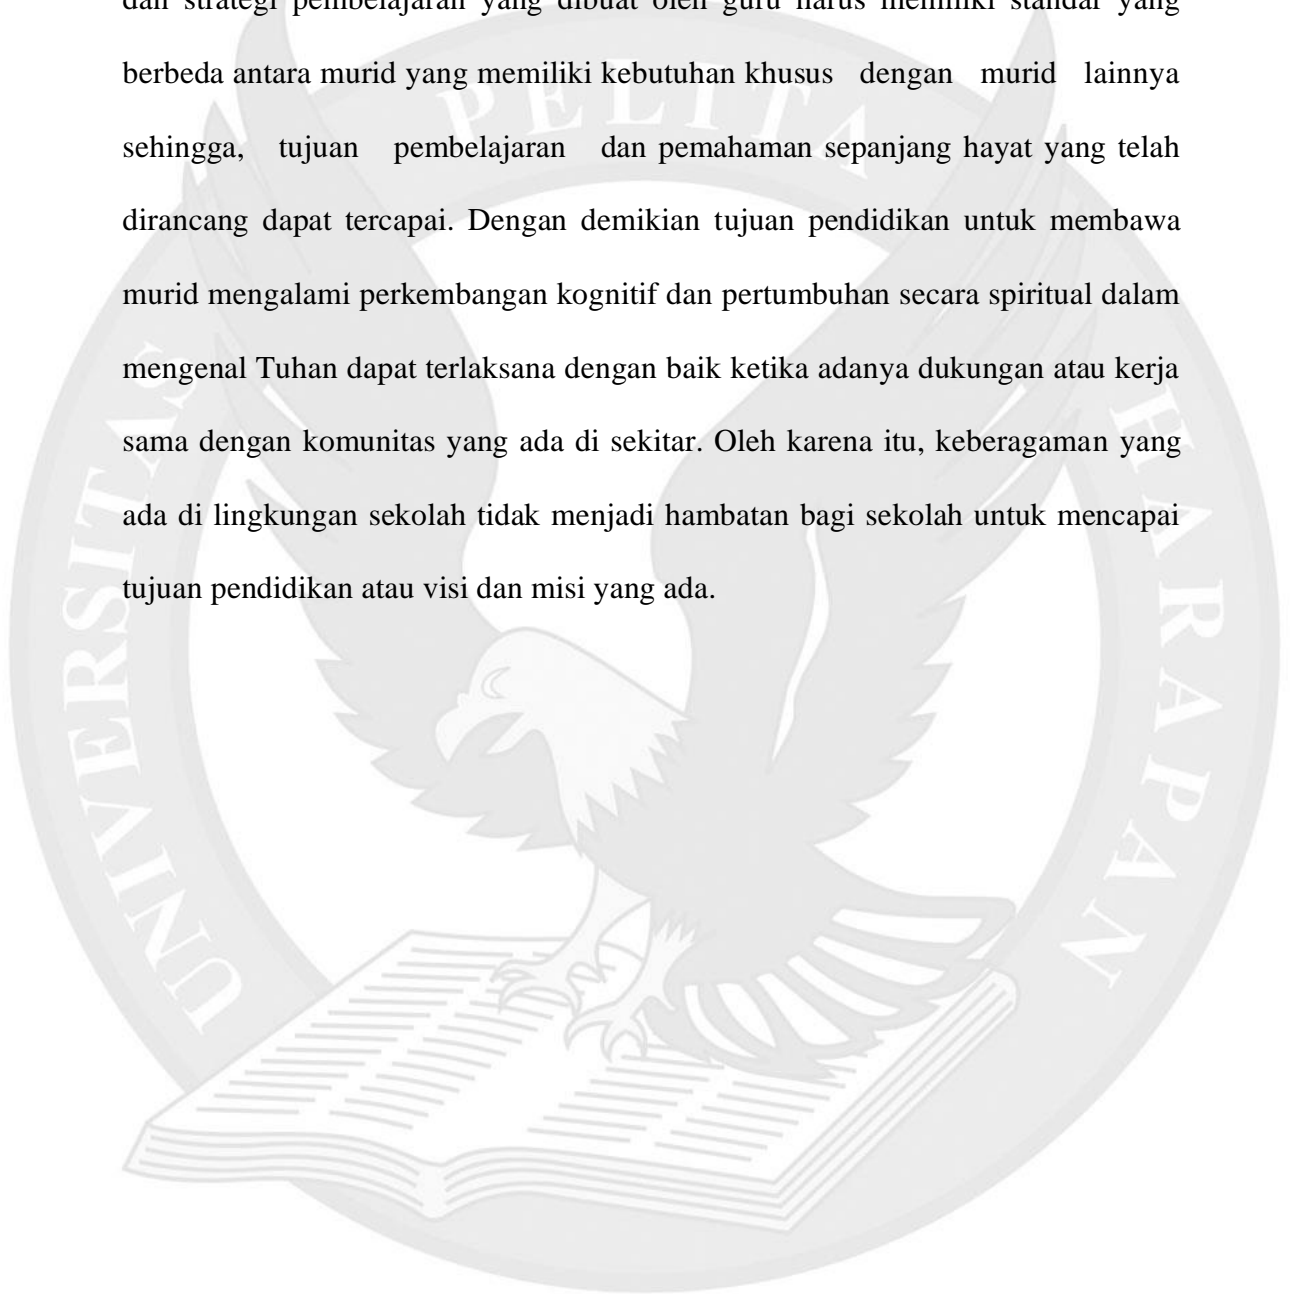 dan strategi pembelajaran yang dibuat oleh guru harus memiliki standar yang
berbeda antara murid yang memiliki kebutuhan khusus dengan murid lainnya
sehingga, tujuan pembelajaran dan pemahaman sepanjang hayat yang telah
dirancang dapat tercapai. Dengan demikian tujuan pendidikan untuk membawa
murid mengalami perkembangan kognitif dan pertumbuhan secara spiritual dalam
mengenal Tuhan dapat terlaksana dengan baik ketika adanya dukungan atau kerja
sama dengan komunitas yang ada di sekitar. Oleh karena itu, keberagaman yang
ada di lingkungan sekolah tidak menjadi hambatan bagi sekolah untuk mencapai
tujuan pendidikan atau visi dan misi yang ada.
UNIVERSITAS PELITA HARAPAN